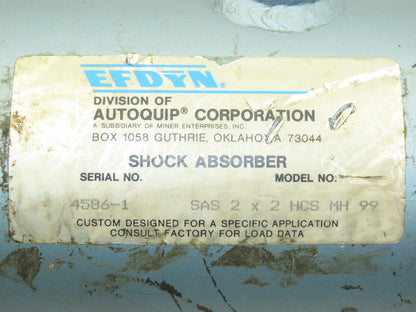 EFDYN®
DIVISION OF
AUTOQUIP® CORPORATION
A SUBSIDIARY OF MINER ENTERPRISES, INC.
BOX 1058 GUTHRIE, OKLAHOMA 73044
SHOCK ABSORBER
SERIAL NO. MODEL NO.
4586-1 SAS 2 x 2 HCS MH 99
CUSTOM DESIGNED FOR A SPECIFIC APPLICATION
CONSULT FACTORY FOR LOAD DATA